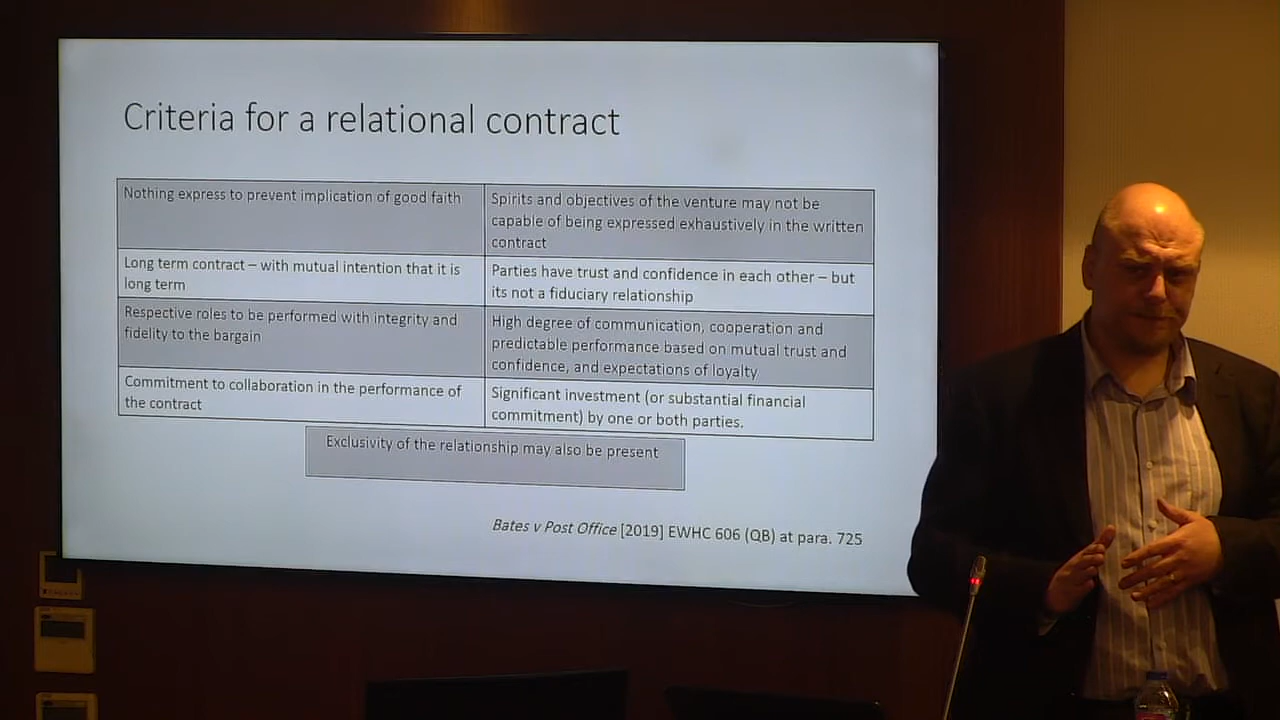 Criteria for a relational contract
Nothing express to prevent implication of good faith
Spirits and objectives of the venture may not be
capable of being expressed exhaustively in the written
contract
Long term contract – with mutual intention that it is
long term
Parties have trust and confidence in each other – but
its not a fiduciary relationship
Respective roles to be performed with integrity and
fidelity to the bargain
High degree of communication, cooperation and
predictable performance based on mutual trust and
confidence, and expectations of loyalty
Commitment to collaboration in the performance of
the contract
Significant investment (or substantial financial
commitment) by one or both parties.
Exclusivity of the relationship may also be present
Bates v Post Office [2019] EWHC 606 (QB) at para. 725